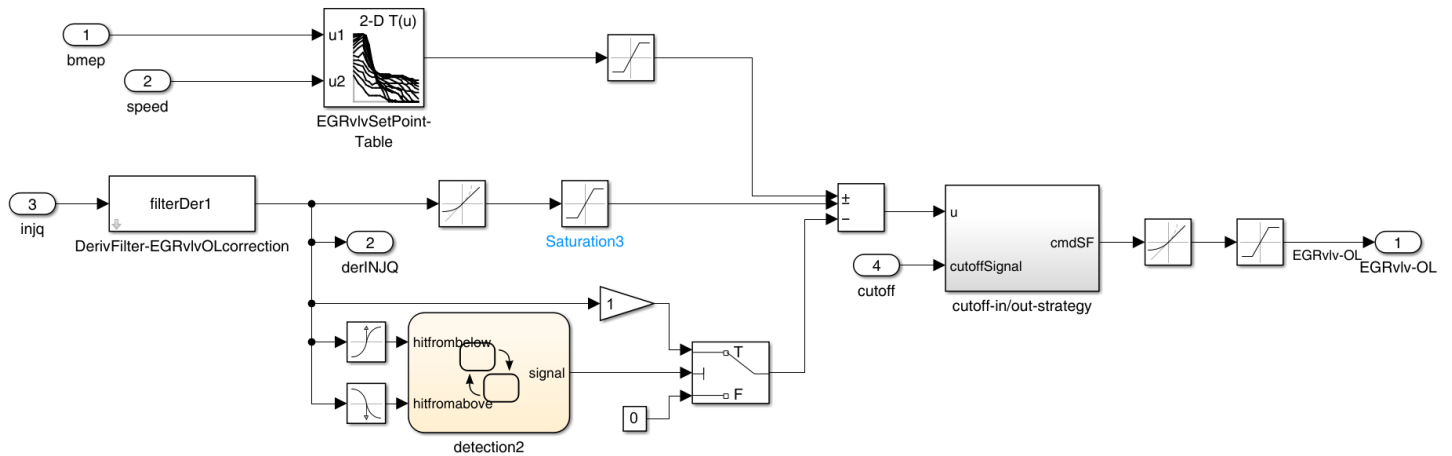 1
bmep
2
speed
2-D T(u)
u1
u2
EGRvlvSetPoint-
Table
3
injq
filterDer1
DerivFilter-EGRvlvOLcorrection
Saturation3
2
derINJQ
1
hitfrombelow
hitfromabove
signal
detection2
T
F
0
±
±
−
4
cutoff
u
cutoffSignal
cmdSF
cutoff-in/out-strategy
EGRvlv-OL
1
EGRvlv-OL